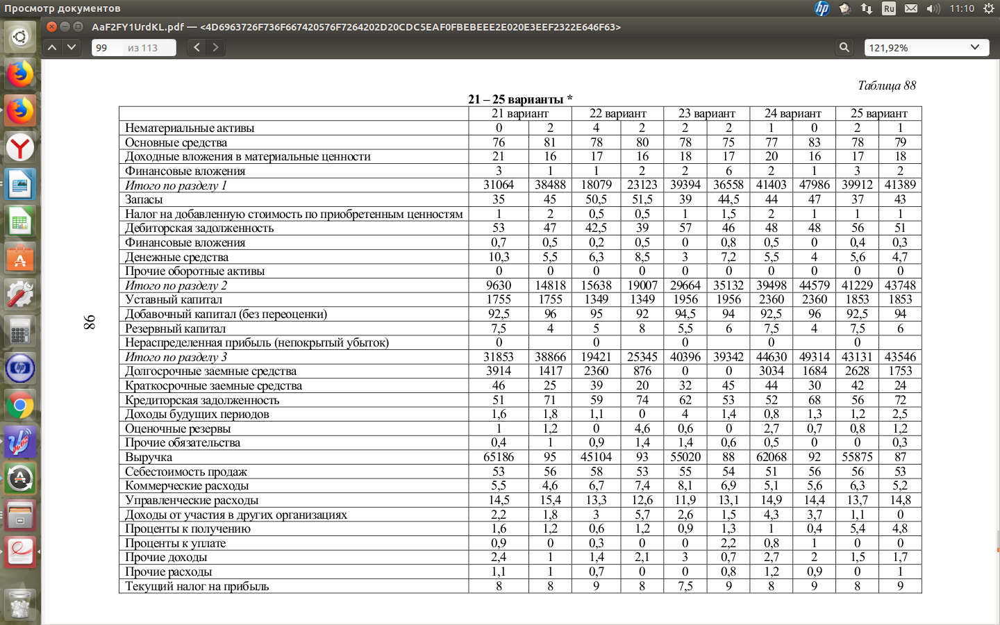 Просмотр документов
Ru
11:10
AaF2FY1UrdKL.pdf — <4D6963726F736F667420576F7264202D20CDC5EAF0FBEBEEE2E020E3EEF2322E646F63>
99 из 113
121,92%
Таблица 88
21 – 25 варианты *
21 вариант 22 вариант 23 вариант 24 вариант 25 вариант
Нематериальные активы 0 2 4 2 2 2 1 0 2 1
Основные средства 76 81 78 80 78 75 77 83 78 79
Доходные вложения в материальные ценности 21 16 17 16 18 17 20 16 17 18
Финансовые вложения 3 1 1 2 2 6 2 1 3 2
Итого по разделу 1 31064 38488 18079 23123 39394 36558 41403 47986 39912 41389
Запасы 35 45 50,5 51,5 39 44,5 44 47 37 43
Налог на добавленную стоимость по приобретенным ценностям 1 2 0,5 0,5 1 1,5 2 1 1 1
Дебиторская задолженность 53 47 42,5 39 57 46 48 48 56 51
Финансовые вложения 0,7 0,5 0,2 0,5 0 0,8 0,5 0 0,4 0,3
Денежные средства 10,3 5,5 6,3 8,5 3 7,2 5,5 4 5,6 4,7
Прочие оборотные активы 0 0 0 0 0 0 0 0 0 0
Итого по разделу 2 9630 14818 15638 19007 29664 35132 39498 44579 41229 43748
Уставный капитал 1755 1755 1349 1349 1956 1956 2360 2360 1853 1853
Добавочный капитал (без переоценки) 92,5 96 95 92 94,5 94 92,5 96 92,5 94
Резервный капитал 7,5 4 5 8 5,5 6 7,5 4 7,5 6
Нераспределенная прибыль (непокрытый убыток) 0 0 0 0 0
Итого по разделу 3 31853 38866 19421 25345 40396 39342 44630 49314 43131 43546
Долгосрочные заемные средства 3914 1417 2360 876 0 0 3034 1684 2628 1753
Краткосрочные заемные средства 46 25 39 20 32 45 44 30 42 24
Кредиторская задолженность 51 71 59 74 62 53 52 68 56 72
Доходы будущих периодов 1,6 1,8 1,1 0 4 1,4 0,8 1,3 1,2 2,5
Оценочные резервы 1 1,2 0 4,6 0,6 0 2,7 0,7 0,8 1,2
Прочие обязательства 0,4 1 0,9 1,4 1,4 0,6 0,5 0 0 0,3
Выручка 65186 95 45104 93 55020 88 62068 92 55875 87
Себестоимость продаж 53 56 58 53 55 54 51 56 56 53
Коммерческие расходы 5,5 4,6 6,7 7,4 8,1 6,9 5,1 5,6 6,3 5,2
Управленческие расходы 14,5 15,4 13,3 12,6 11,9 13,1 14,9 14,4 13,7 14,8
Доходы от участия в других организациях 2,2 1,8 3 5,7 2,6 1,5 4,3 3,7 1,1 0
Проценты к получению 1,6 1,2 0,6 1,2 0,9 1,3 1 0,4 5,4 4,8
Проценты к уплате 0,9 0 0,3 0 0 2,2 0,8 1 0 0
Прочие доходы 2,4 1 1,4 2,1 3 0,7 2,7 2 1,5 1,7
Прочие расходы 1,1 1 0,7 0 0 0,8 1,2 0,9 0 1
Текущий налог на прибыль 8 8 9 8 7,5 9 8 9 8 9
98